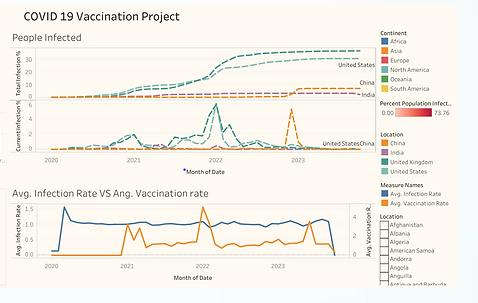 COVID 19 Vaccination Project
People Infected
Total Infection %
30
20
10
0
United States
China
India
Current Infection %
6
4
2
0
United StatesChina
2020 2021 2022 2023
Month of Date
Avg. Infection Rate VS Ang. Vaccination rate
Avg. Infection Rate
1.5
1.0
0.5
0.0
4
2
0
Avg. Vaccination R..
2020 2021 2022 2023
Month of Date
Continent
Africa
Asia
Europe
North America
Oceania
South America
Percent Population Infect..
0.00 73.76
Location
China
India
United Kingdom
United States
Measure Names
Avg. Infection Rate
Avg. Vaccination Rate
Location
Afghanistan
Albania
Algeria
American Samoa
Andorra
Angola
Anguilla
Antigua and Barbuda